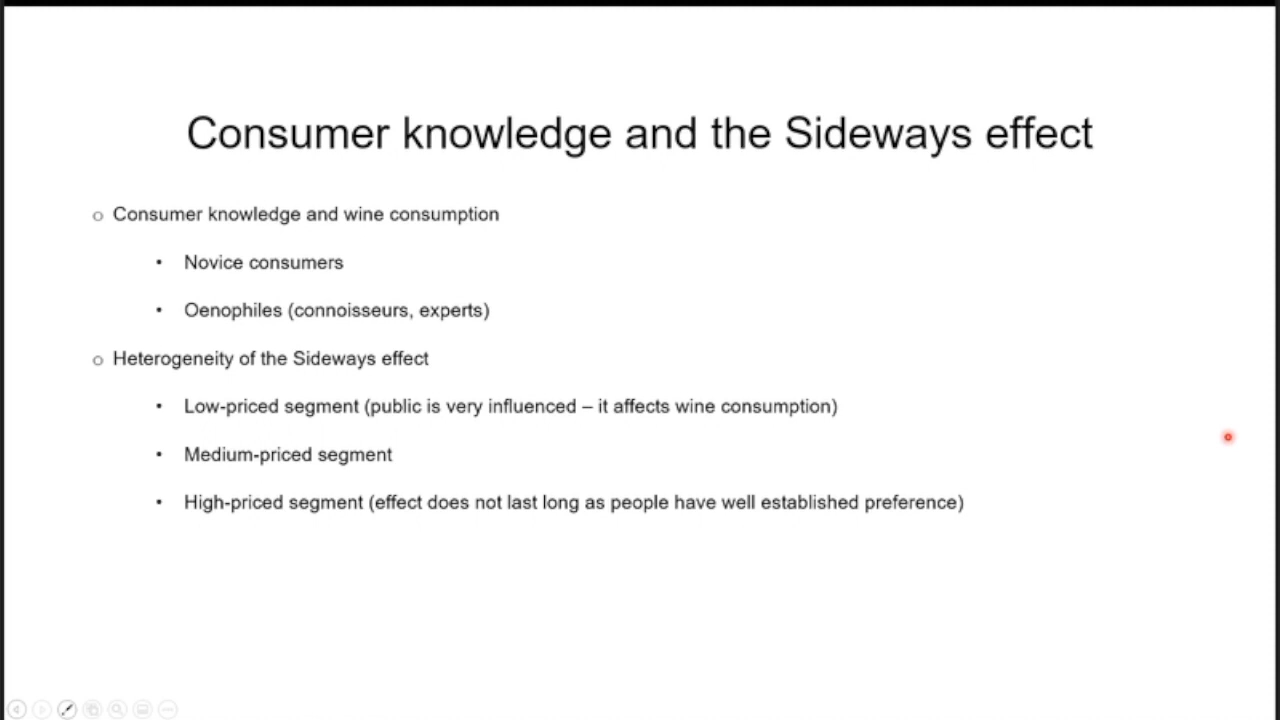 Consumer knowledge and the Sideways effect
o Consumer knowledge and wine consumption
• Novice consumers
• Oenophiles (connoisseurs, experts)
o Heterogeneity of the Sideways effect
• Low-priced segment (public is very influenced – it affects wine consumption)
• Medium-priced segment
• High-priced segment (effect does not last long as people have well established preference)